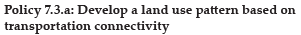 Policy 7.3.a: Develop a land use pattern based on
transportation connectivity